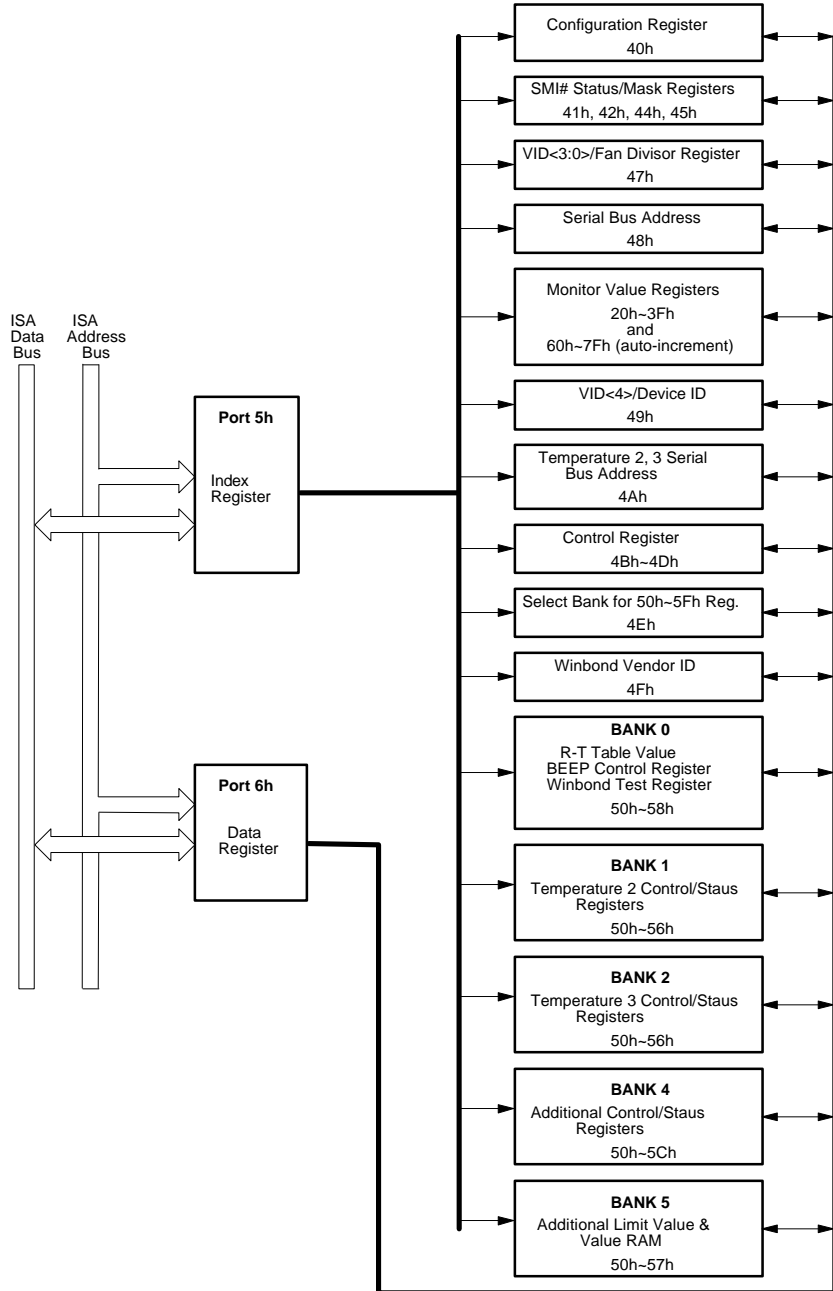 Configuration Register
40h
SMI# Status/Mask Registers
41h, 42h, 44h, 45h
VID<3:0>/Fan Divisor Register
47h
Serial Bus Address
48h
Monitor Value Registers
20h~3Fh
and
60h~7Fh (auto-increment)
ISA
Data
Bus
ISA
Address
Bus
VID<4>/Device ID
49h
Port 5h
Index
Register
Temperature 2, 3 Serial
Bus Address
4Ah
Control Register
4Bh~4Dh
Select Bank for 50h~5Fh Reg.
4Eh
Winbond Vendor ID
4Fh
BANK 0
R-T Table Value
BEEP Control Register
Winbond Test Register
50h~58h
Port 6h
Data
Register
BANK 1
Temperature 2 Control/Staus
Registers
50h~56h
BANK 2
Temperature 3 Control/Staus
Registers
50h~56h
BANK 4
Additional Control/Staus
Registers
50h~5Ch
BANK 5
Additional Limit Value &
Value RAM
50h~57h